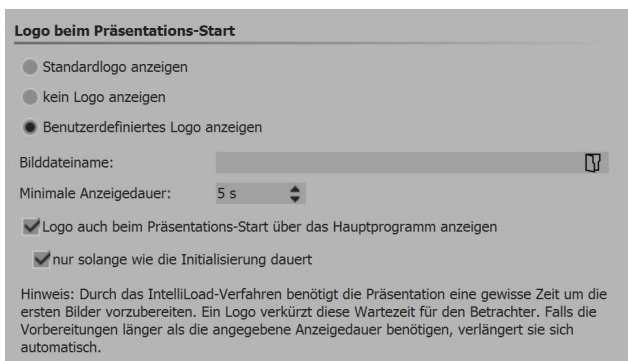 Logo beim Präsentations-Start
Standardlogo anzeigen
kein Logo anzeigen
Benutzerdefiniertes Logo anzeigen
Bilddateiname:
Minimale Anzeigedauer: 5 s
Logo auch beim Präsentations-Start über das Hauptprogramm anzeigen
nur solange wie die Initialisierung dauert
Hinweis: Durch das IntelliLoad-Verfahren benötigt die Präsentation eine gewisse Zeit um die
ersten Bilder vorzubereiten. Ein Logo verkürzt diese Wartezeit für den Betrachter. Falls die
Vorbereitungen länger als die angegebene Anzeigedauer benötigen, verlängert sie sich
automatisch.